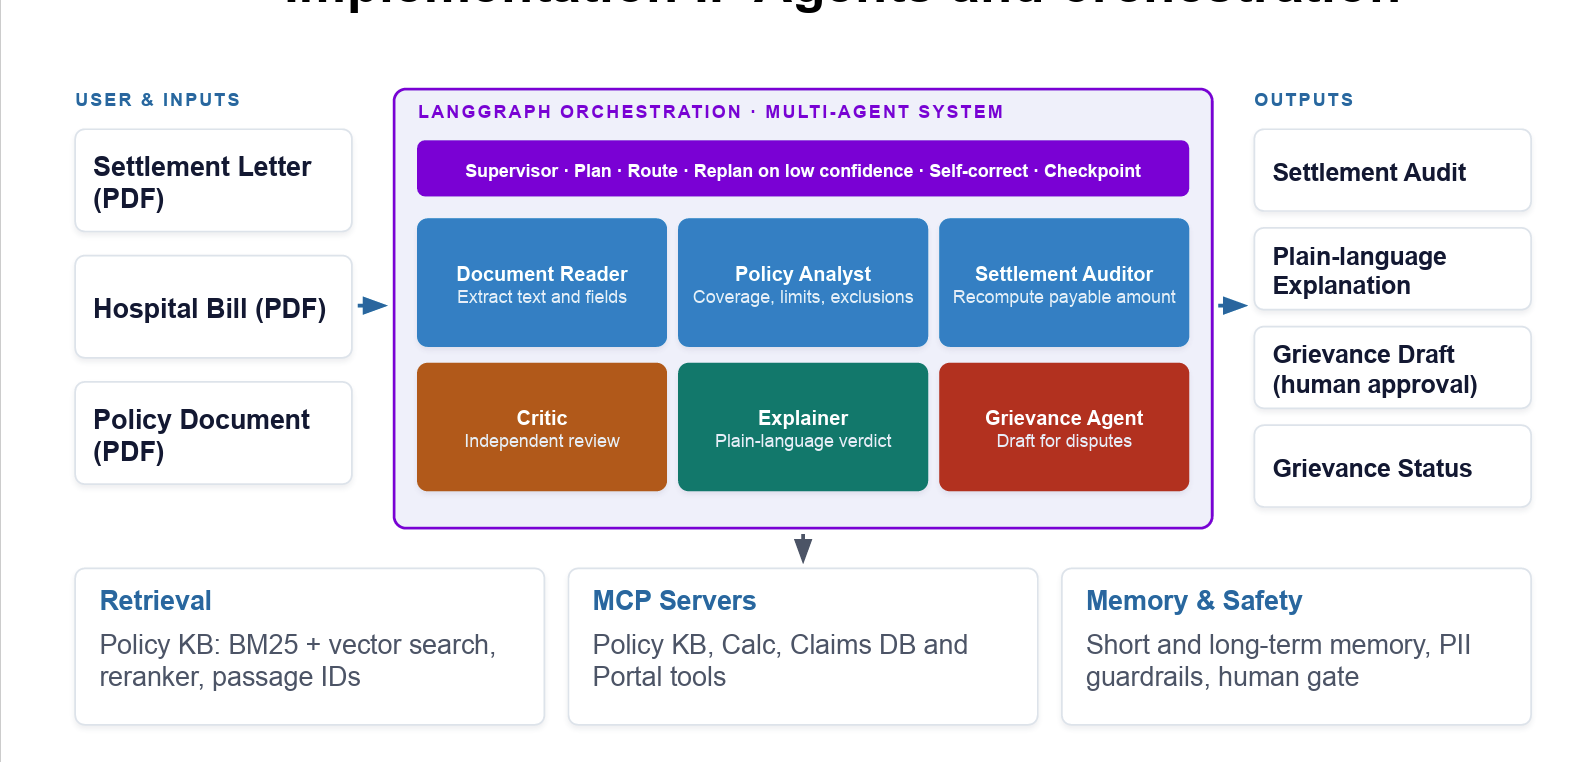 Implementation II: Agents and orchestration
USER & INPUTS
Settlement Letter
(PDF)
Hospital Bill (PDF)
Policy Document
(PDF)
LANGGRAPH ORCHESTRATION · MULTI-AGENT SYSTEM
Supervisor · Plan · Route · Replan on low confidence · Self-correct · Checkpoint
Document Reader
Extract text and fields
Policy Analyst
Coverage, limits, exclusions
Settlement Auditor
Recompute payable amount
Critic
Independent review
Explainer
Plain-language verdict
Grievance Agent
Draft for disputes
OUTPUTS
Settlement Audit
Plain-language
Explanation
Grievance Draft
(human approval)
Grievance Status
Retrieval
Policy KB: BM25 + vector search,
reranker, passage IDs
MCP Servers
Policy KB, Calc, Claims DB and
Portal tools
Memory & Safety
Short and long-term memory, PII
guardrails, human gate